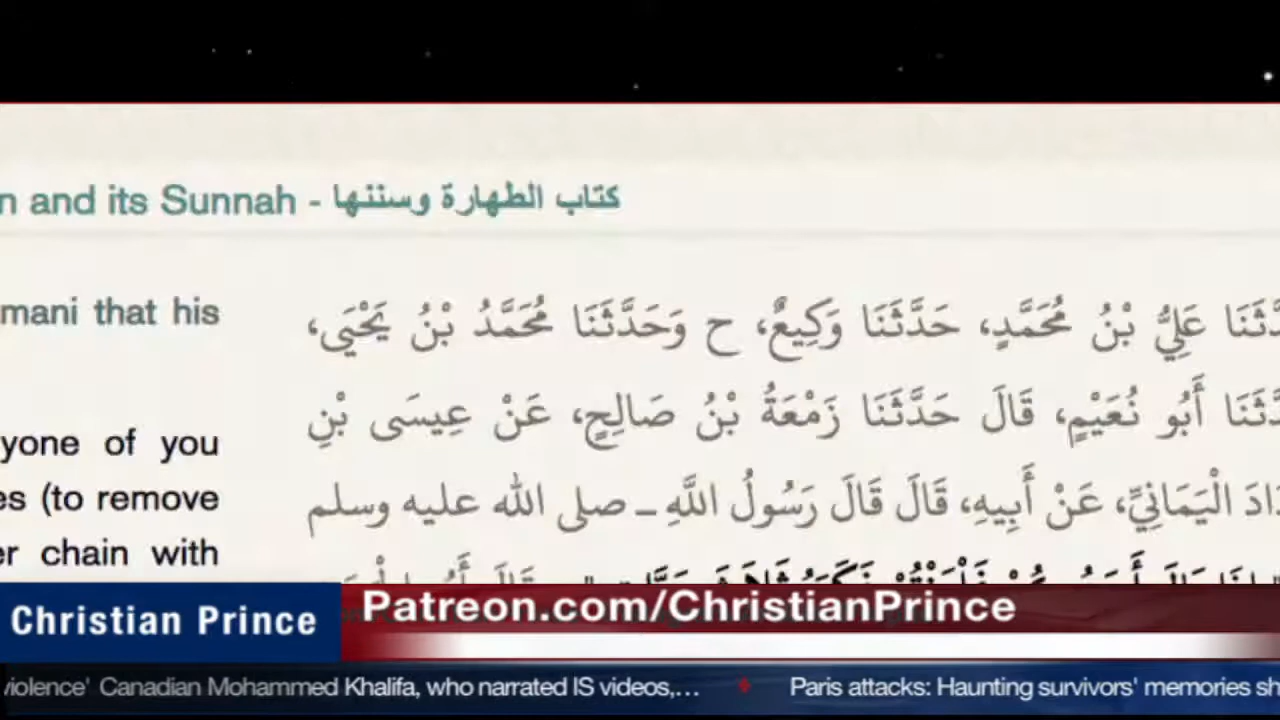 n and its Sunnah - كتاب الطهارة وسننها
mani that his
yone of you
es (to remove
er chain with
دَّثَنَا عَلِيُّ بْنُ مُحَمَّدٍ، حَدَّثَنَا وَكِيعٌ، ح وَحَدَّثَنَا مُحَمَّدُ بْنُ يَحْيَى،
دَّثَنَا أَبُو نُعَيْمٍ، قَالَ حَدَّثَنَا زَمْعَةُ بْنُ صَالِحٍ، عَنْ عِيسَى بْنِ
دَادَ الْيَمَانِيِّ، عَنْ أَبِيهِ، قَالَ قَالَ رَسُولُ اللَّهِ ـ صلى الله عليه وسلم
Christian Prince
Patreon.com/ChristianPrince
violence' Canadian Mohammed Khalifa, who narrated IS videos,... Paris attacks: Haunting survivors' memories sh